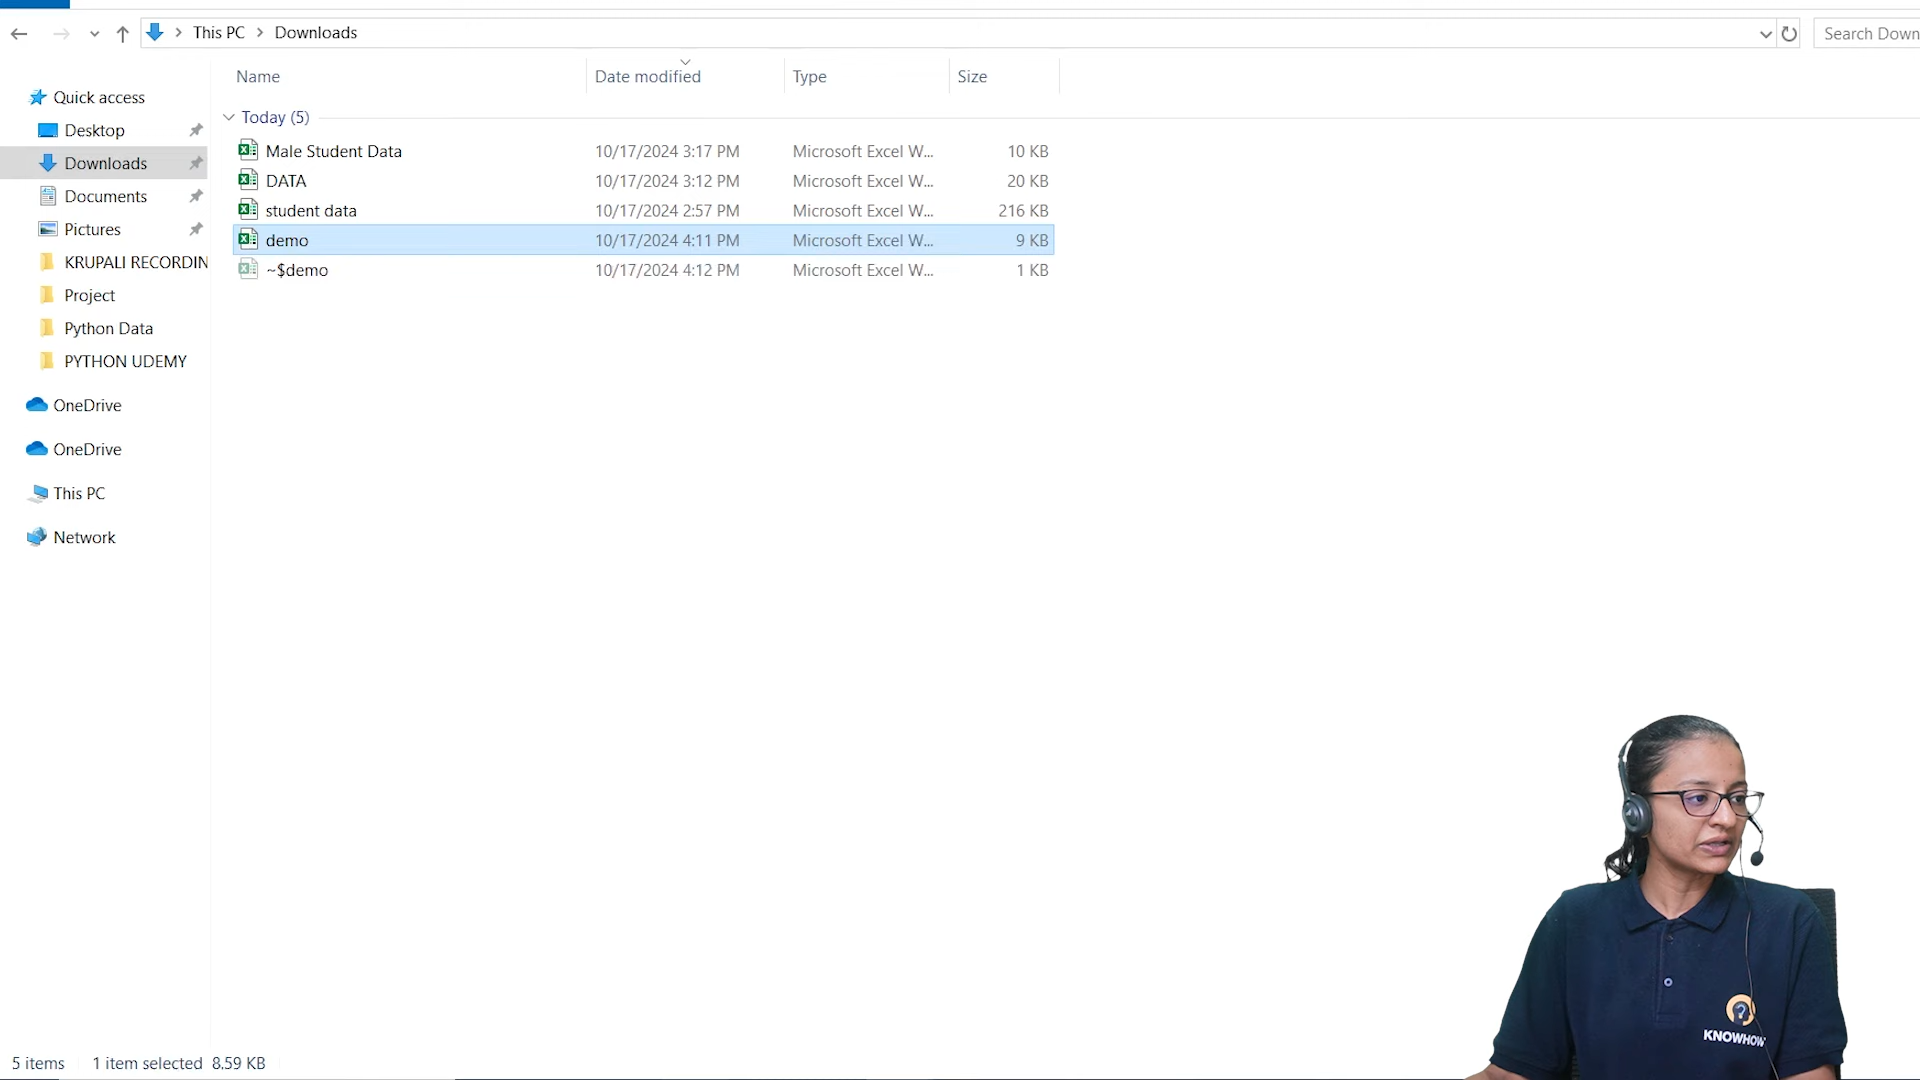 This PC > Downloads
Search Down
Name Date modified Type Size
Quick access
Desktop
Downloads
Documents
Pictures
KRUPALI RECORDIN
Project
Python Data
PYTHON UDEMY
OneDrive
OneDrive
This PC
Network
Today (5)
Male Student Data 10/17/2024 3:17 PM Microsoft Excel W... 10 KB
DATA 10/17/2024 3:12 PM Microsoft Excel W... 20 KB
student data 10/17/2024 2:57 PM Microsoft Excel W... 216 KB
demo 10/17/2024 4:11 PM Microsoft Excel W... 9 KB
~$demo 10/17/2024 4:12 PM Microsoft Excel W... 1 KB
KNOWHOW
5 items 1 item selected 8.59 KB